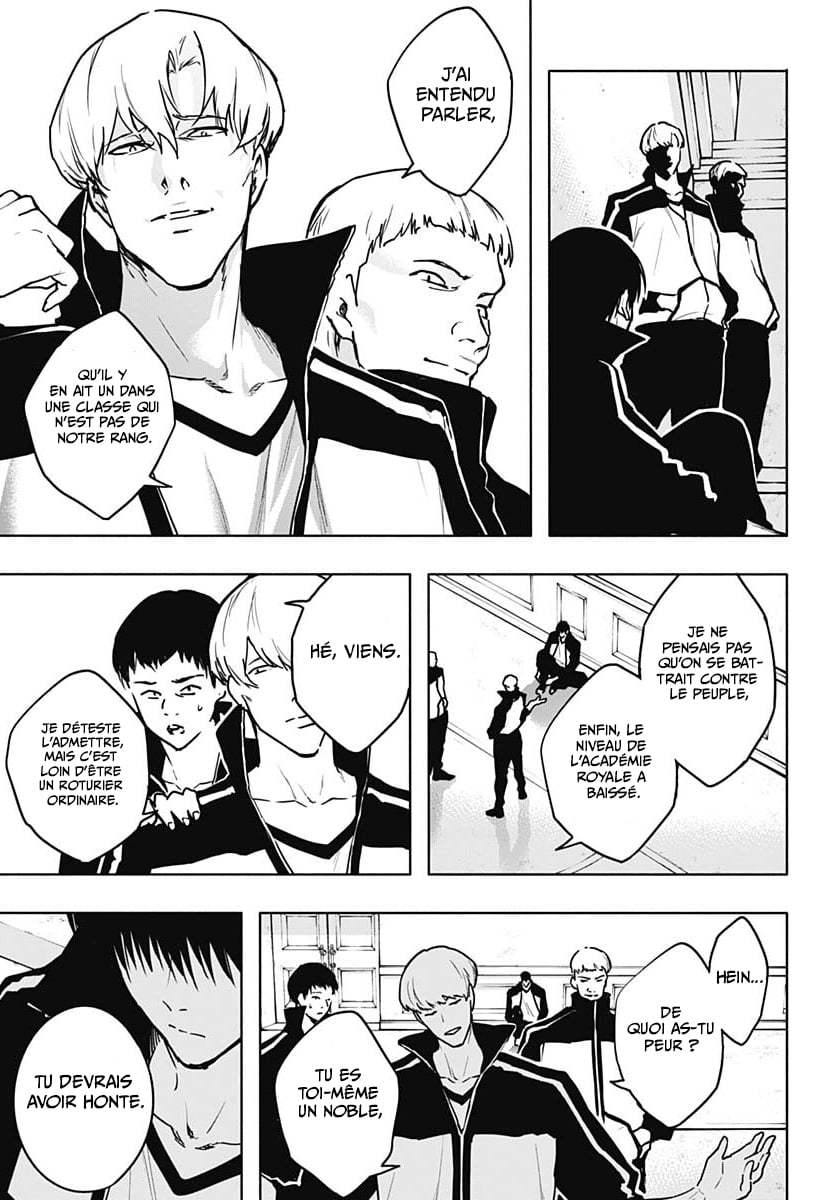 J'AI
ENTENDU
PARLER,
QU'IL Y
EN AIT UN DANS
UNE CLASSE QUI
N'EST PAS DE
NOTRE RANG.
JE NE
PENSAIS PAS
QU'ON SE BAT-
TRAIT CONTRE
LE PEUPLE,
ENFIN, LE
NIVEAU DE
L'ACADÉMIE
ROYALE A
BAISSÉ.
HÉ, VIENS.
JE DÉTESTE
L'ADMETTRE,
MAIS C'EST
LOIN D'ÊTRE
UN ROTURIER
ORDINAIRE.
HEIN...
DE
QUOI AS-TU
PEUR ?
TU ES
TOI-MÊME
UN NOBLE,
TU DEVRAIS
AVOIR HONTE.